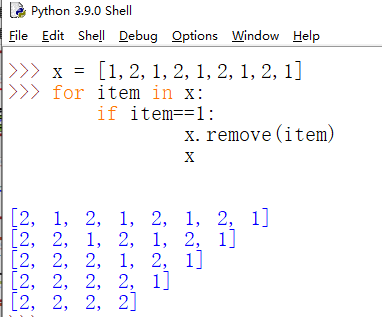 Python 3.9.0 Shell
File Edit Shell Debug Options Window Help
>>> x = [1,2,1,2,1,2,1,2,1]
>>> for item in x:
        if item==1:
                x.remove(item)
                x
[2, 1, 2, 1, 2, 1, 2, 1]
[2, 2, 1, 2, 1, 2, 1]
[2, 2, 2, 1, 2, 1]
[2, 2, 2, 2, 1]
[2, 2, 2, 2]
>>>